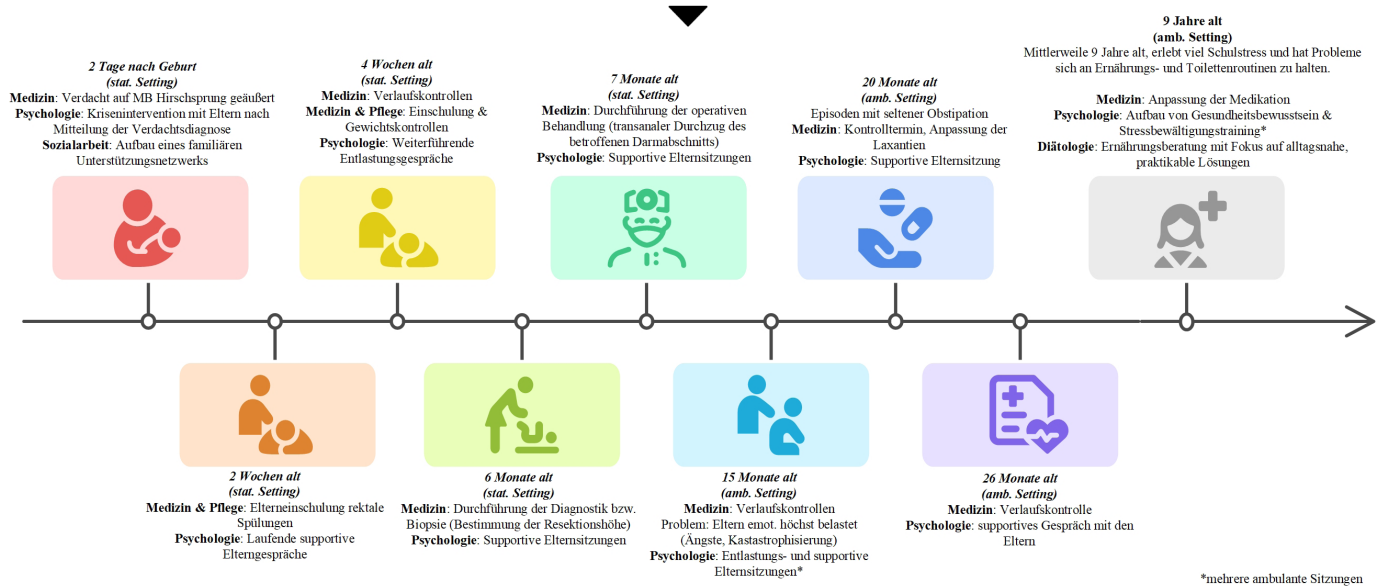 2 Tage nach Geburt
(stat. Setting)
Medizin: Verdacht auf MB Hirschsprung geäußert
Psychologie: Krisenintervention mit Eltern nach
Mitteilung der Verdachtsdiagnose
Sozialarbeit: Aufbau eines familiären
Unterstützungsnetzwerks
2 Wochen alt
(stat. Setting)
Medizin & Pflege: Elterneinschulung rektale
Spülungen
Psychologie: Laufende supportive
Elterngespräche
4 Wochen alt
(stat. Setting)
Medizin: Verlaufskontrollen
Medizin & Pflege: Einschulung &
Gewichtskontrollen
Psychologie: Weiterführende
Entlastungsgespräche
6 Monate alt
(stat. Setting)
Medizin: Durchführung der Diagnostik bzw.
Biopsie (Bestimmung der Resektionshöhe)
Psychologie: Supportive Elternsitzungen
7 Monate alt
(stat. Setting)
Medizin: Durchführung der operativen
Behandlung (transanaler Durchzug des
betroffenen Darmabschnitts)
Psychologie: Supportive Elternsitzungen
15 Monate alt
(amb. Setting)
Medizin: Verlaufskontrollen
Problem: Eltern emot. höchst belastet
(Ängste, Kastastrophisierung)
Psychologie: Entlastungs- und supportive
Elternsitzungen*
20 Monate alt
(amb. Setting)
Episoden mit seltener Obstipation
Medizin: Kontrolltermin, Anpassung der
Laxantien
Psychologie: Supportive Elternsitzung
26 Monate alt
(amb. Setting)
Medizin: Verlaufskontrolle
Psychologie: supportives Gespräch mit den
Eltern
9 Jahre alt
(amb. Setting)
Mittlerweile 9 Jahre alt, erlebt viel Schulstress und hat Probleme
sich an Ernährungs- und Toilettenroutinen zu halten.
Medizin: Anpassung der Medikation
Psychologie: Aufbau von Gesundheitsbewusstsein &
Stressbewältigungstraining*
Diätologie: Ernährungsberatung mit Fokus auf alltagsnahe,
praktikable Lösungen
*mehrere ambulante Sitzungen